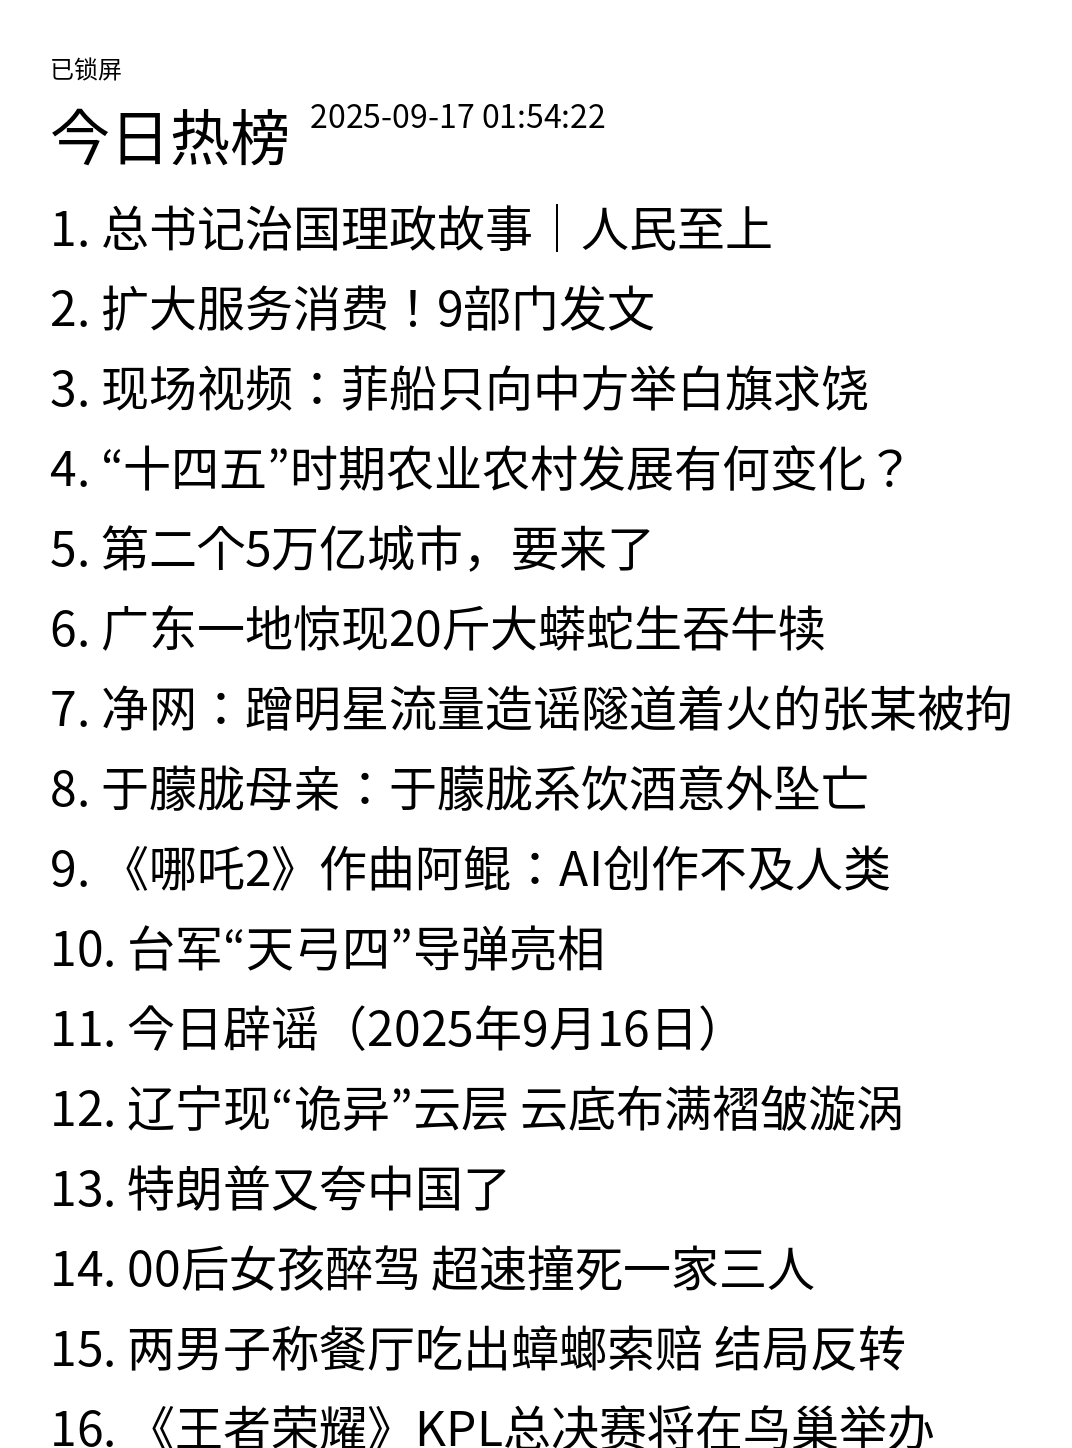 已锁屏
今日热榜 2025-09-17 01:54:22
1. 总书记治国理政故事｜人民至上
2. 扩大服务消费！9部门发文
3. 现场视频：菲船只向中方举白旗求饶
4. “十四五”时期农业农村发展有何变化？
5. 第二个5万亿城市，要来了
6. 广东一地惊现20斤大蟒蛇生吞牛犊
7. 净网：蹭明星流量造谣隧道着火的张某被拘
8. 于朦胧母亲：于朦胧系饮酒意外坠亡
9. 《哪吒2》作曲阿鲲：AI创作不及人类
10. 台军“天弓四”导弹亮相
11. 今日辟谣（2025年9月16日）
12. 辽宁现“诡异”云层 云底布满褶皱漩涡
13. 特朗普又夸中国了
14. 00后女孩醉驾 超速撞死一家三人
15. 两男子称餐厅吃出蟑螂索赔 结局反转
16. 《王者荣耀》KPL总决赛将在鸟巢举办